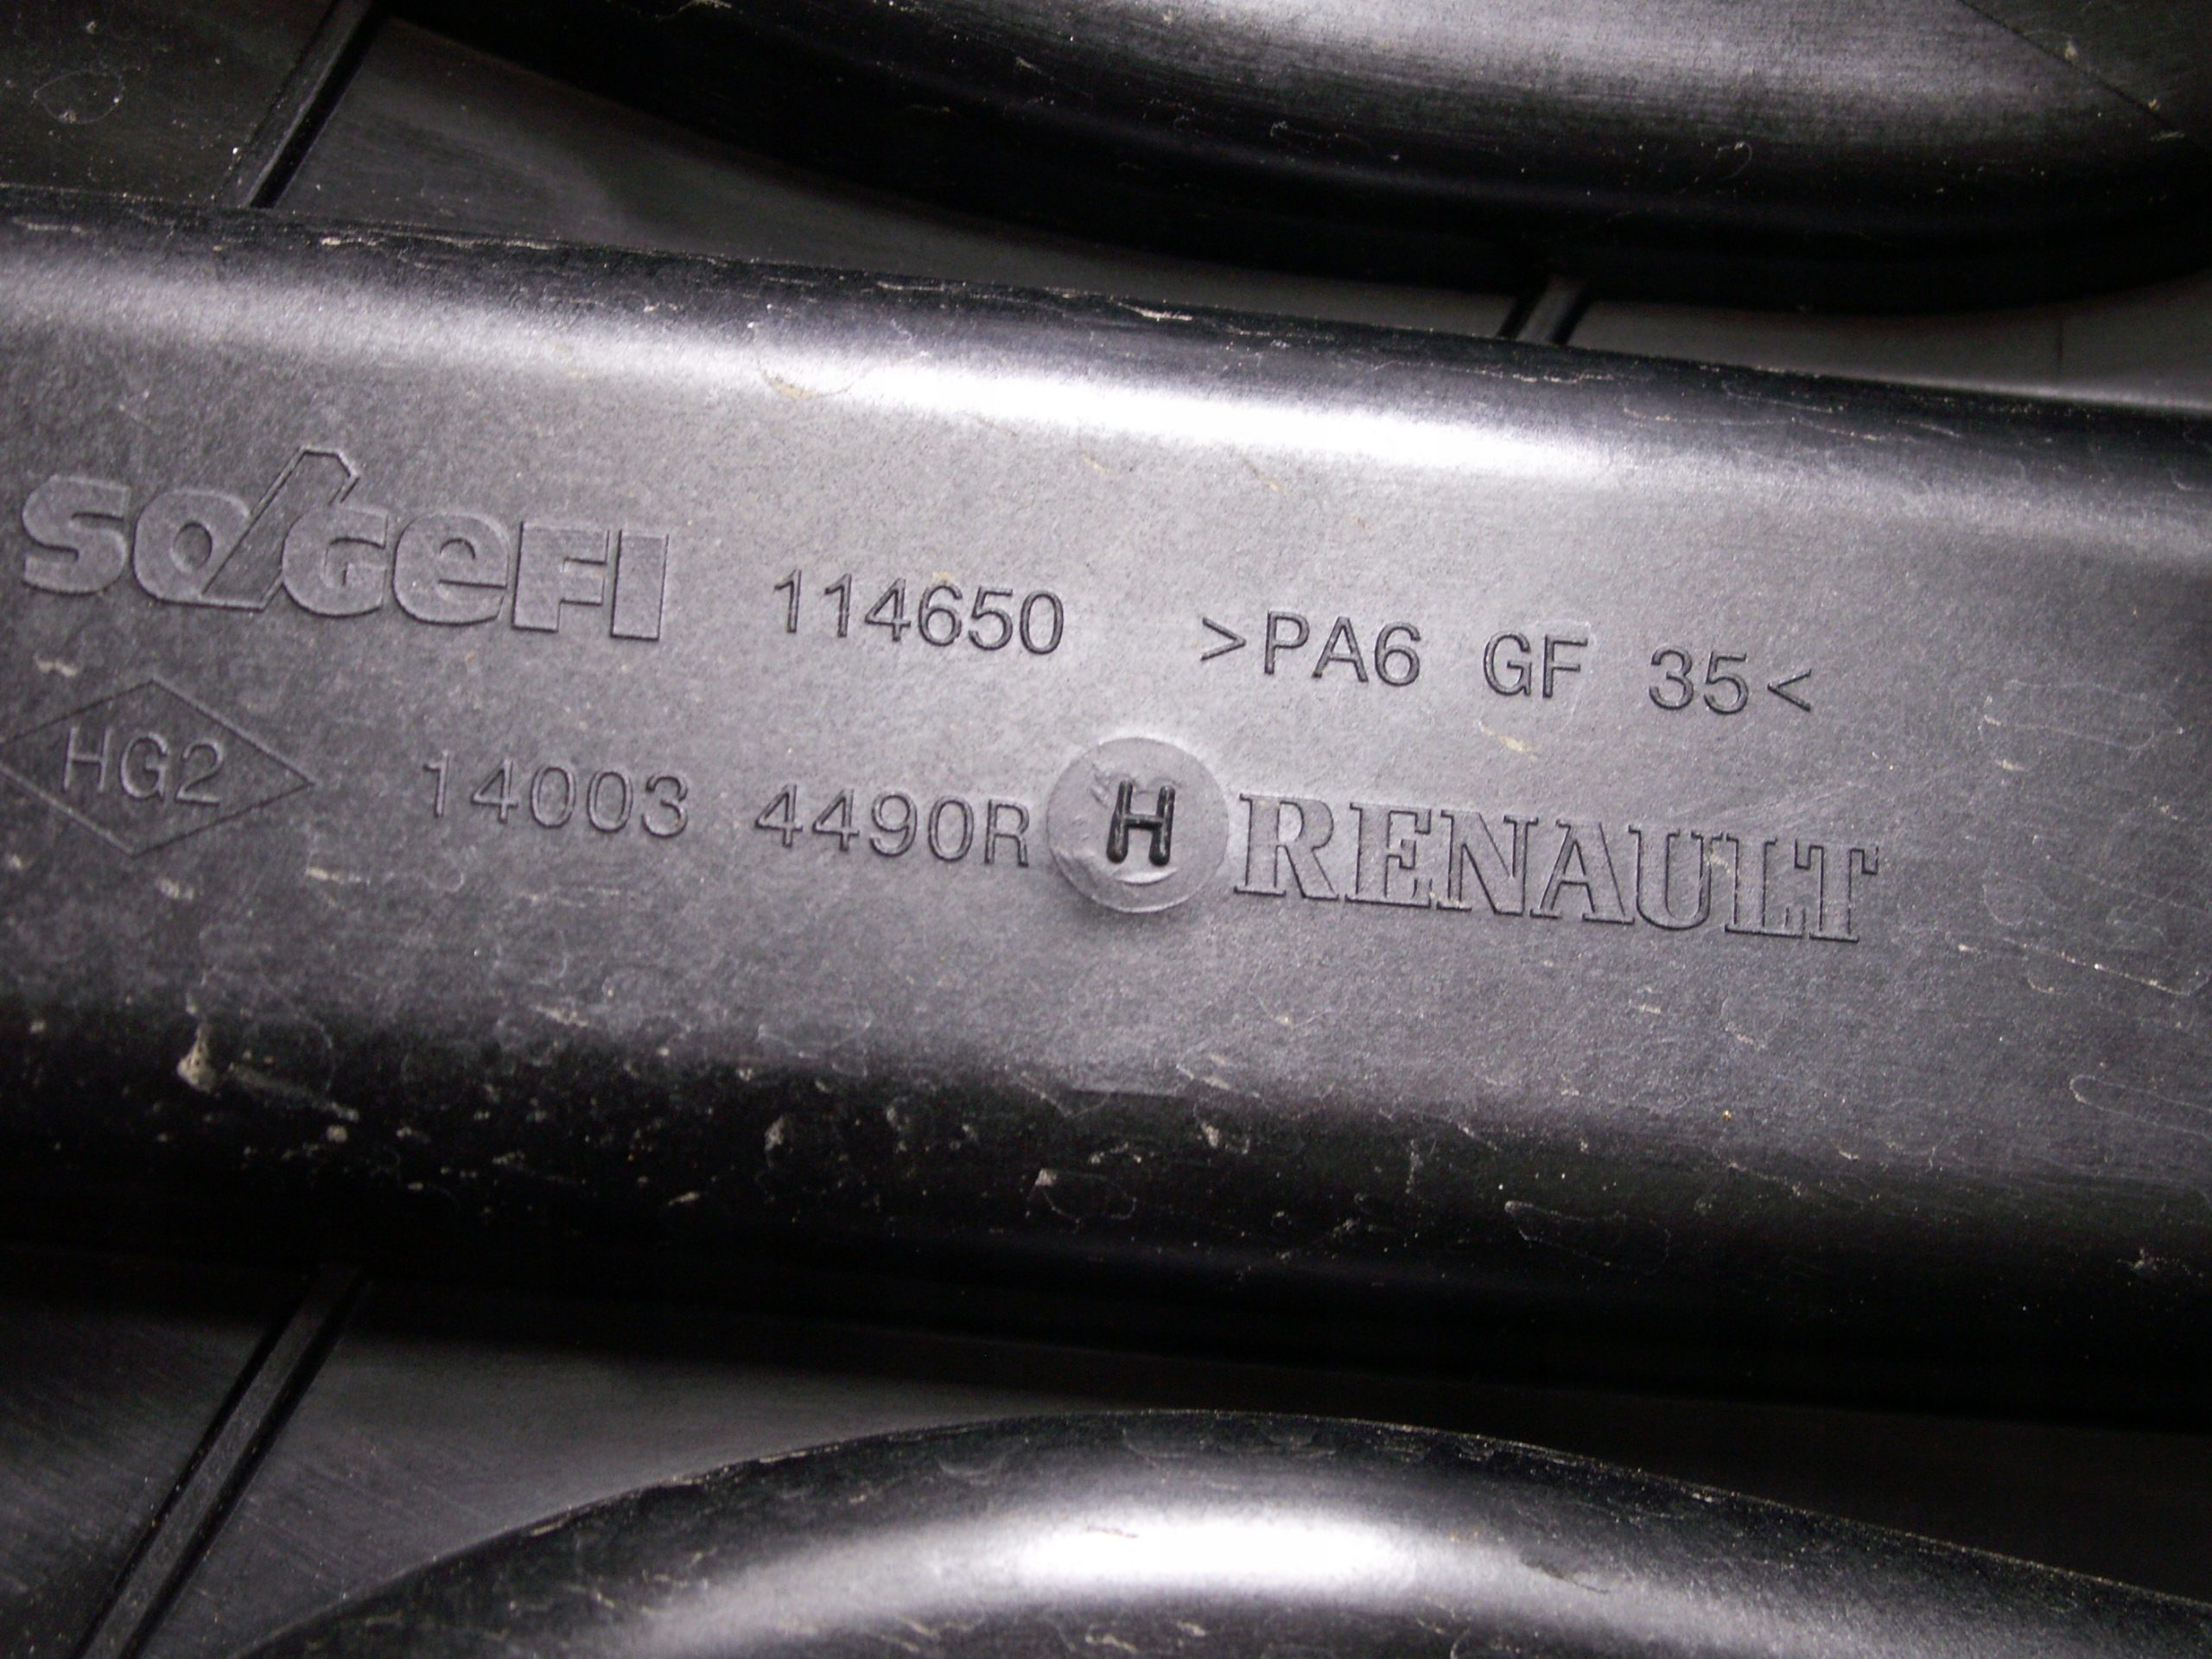 SOGEFI 114650 >PA6 GF 35<
HG2 14003 4490R H RENAULT